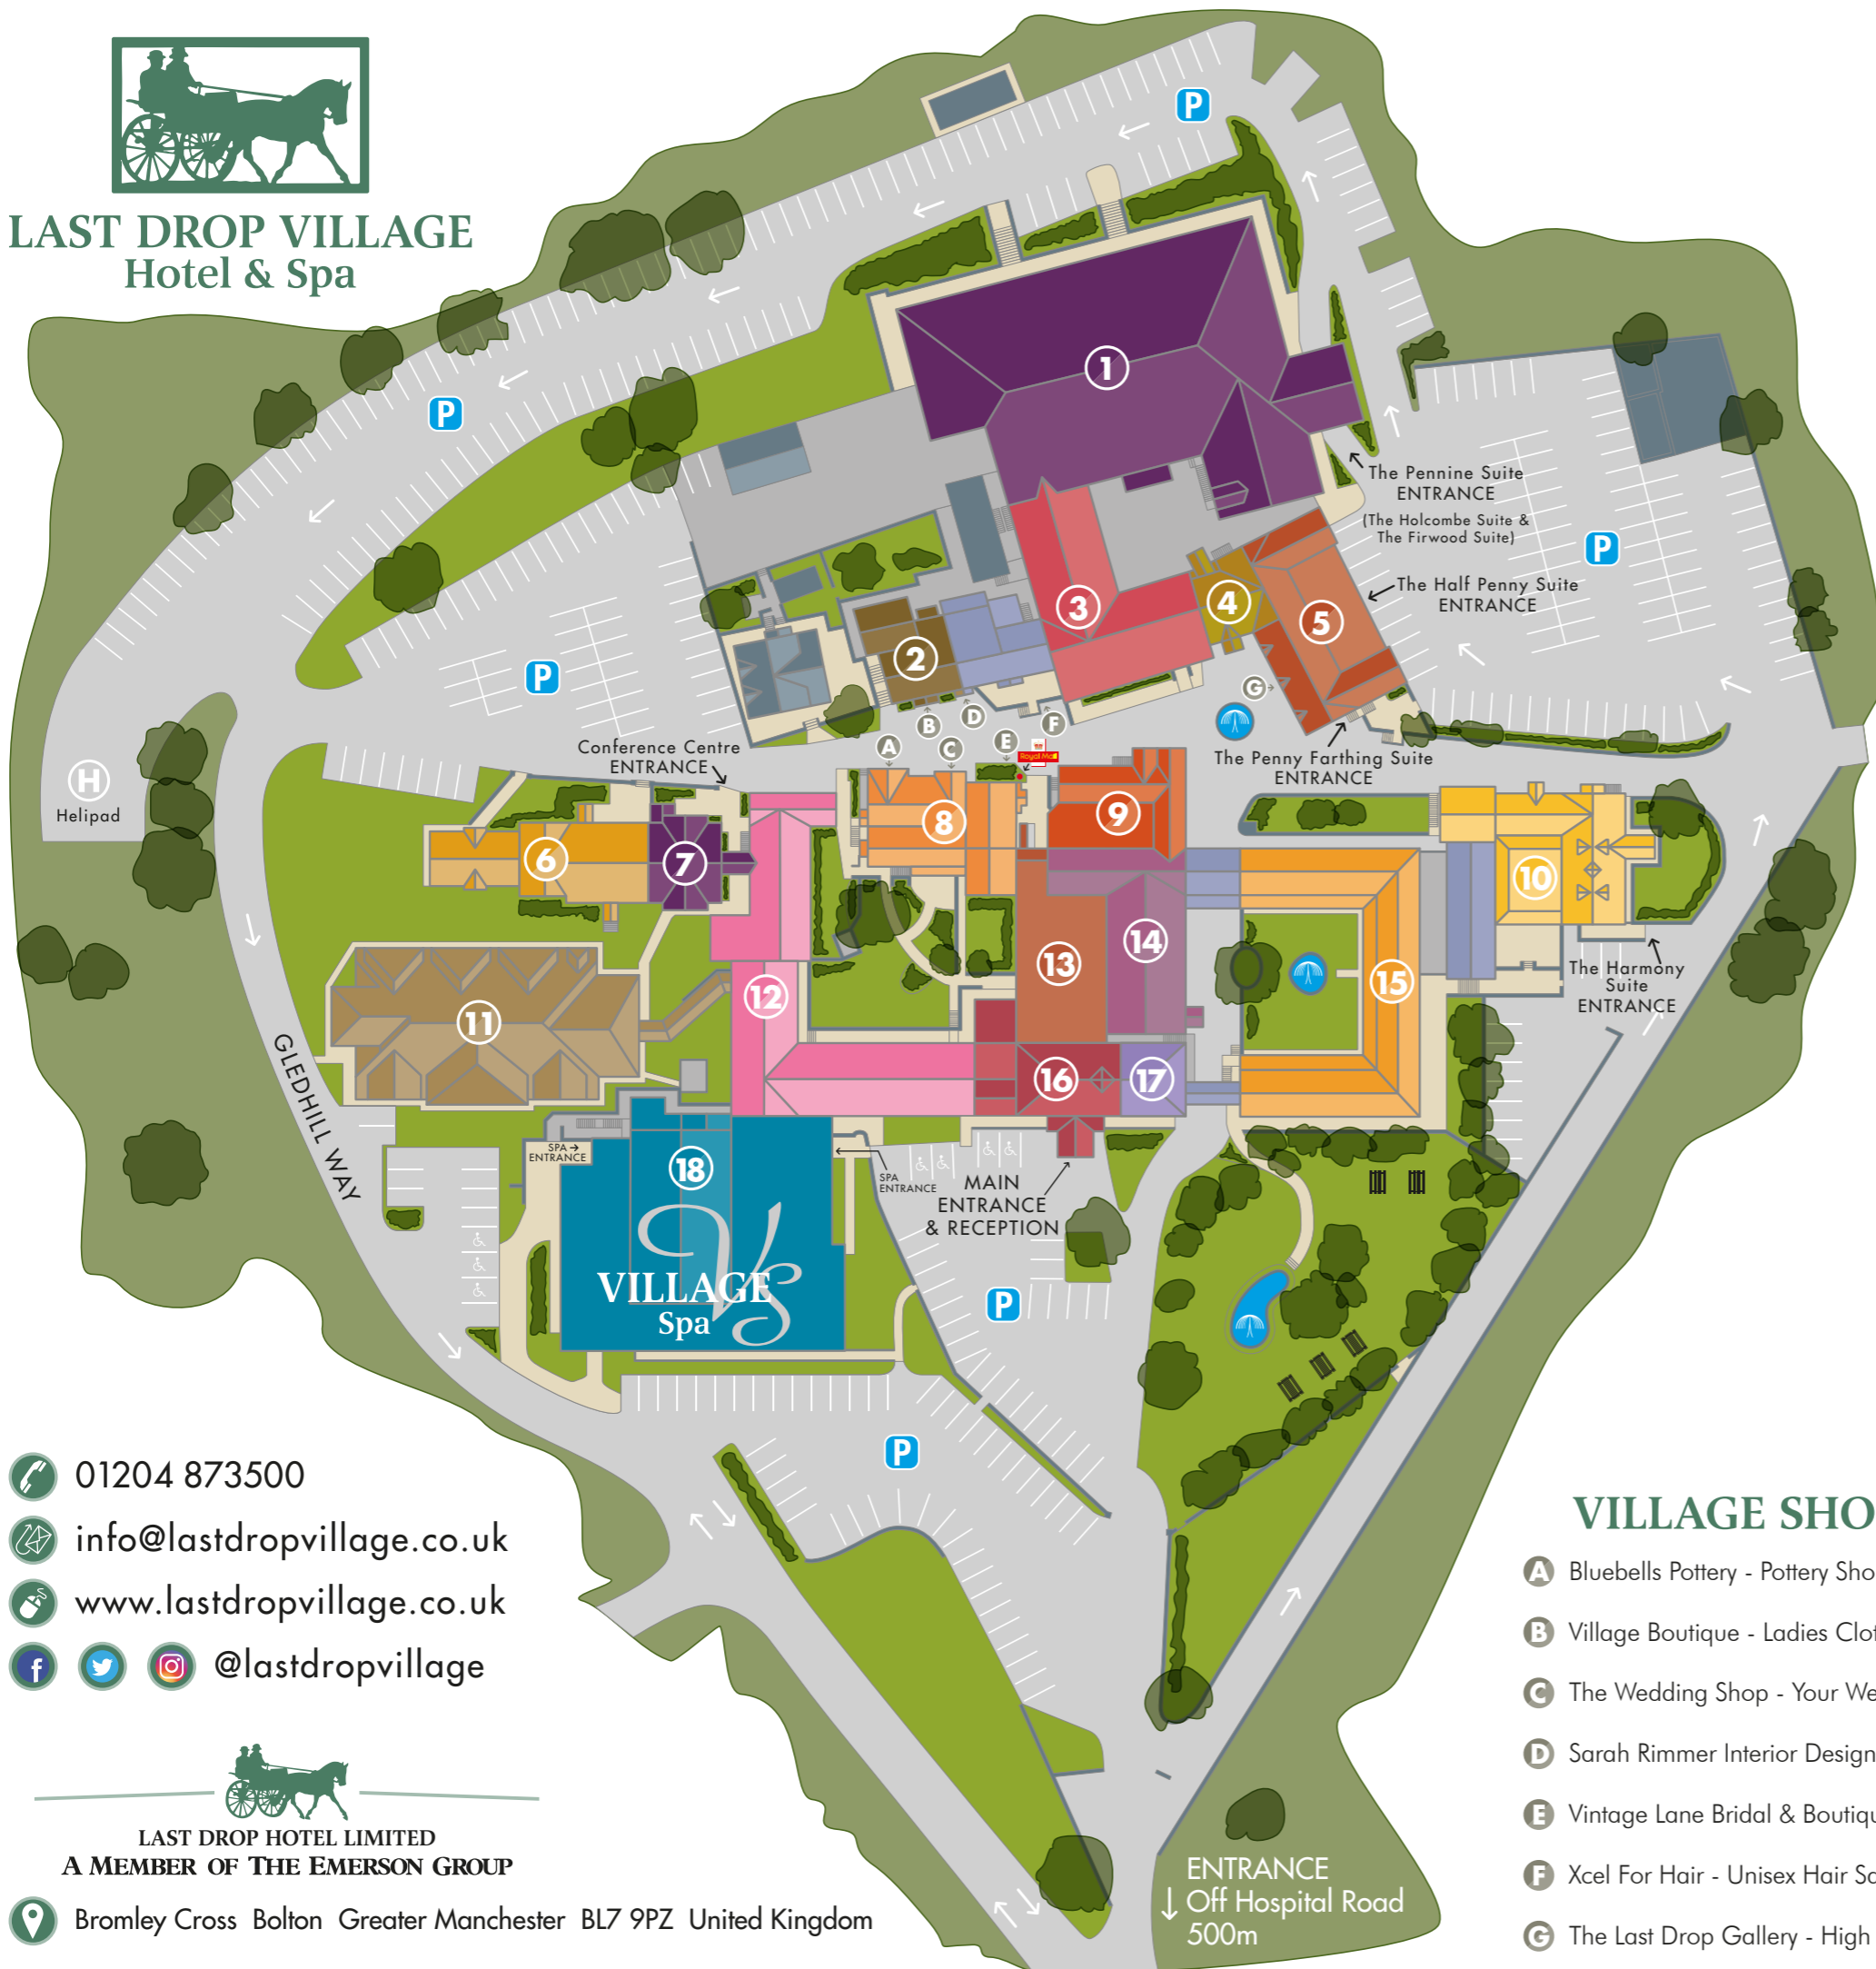 LAST DROP VILLAGE
Hotel & Spa
P
P
P
P
P
P
1
2
3
4
5
6
7
8
9
10
11
12
13
14
15
16
17
18
The Pennine Suite
ENTRANCE
(The Holcombe Suite &
The Firwood Suite)
The Half Penny Suite
ENTRANCE
G
The Penny Farthing Suite
ENTRANCE
B
D
F
A
C
E
Royal Mail
Conference Centre
ENTRANCE
H
Helipad
The Harmony
Suite
ENTRANCE
GLEDHILL WAY
SPA
ENTRANCE
SPA
ENTRANCE
MAIN
ENTRANCE
& RECEPTION
VS
VILLAGE
Spa
01204 873500
info@lastdropvillage.co.uk
www.lastdropvillage.co.uk
f
@lastdropvillage
LAST DROP HOTEL LIMITED
A MEMBER OF THE EMERSON GROUP
Bromley Cross Bolton Greater Manchester BL7 9PZ United Kingdom
ENTRANCE
Off Hospital Road
500m
VILLAGE SHO
A Bluebells Pottery - Pottery Sho
B Village Boutique - Ladies Clot
C The Wedding Shop - Your We
D Sarah Rimmer Interior Design
E Vintage Lane Bridal & Boutiqu
F Xcel For Hair - Unisex Hair Sa
G The Last Drop Gallery - High